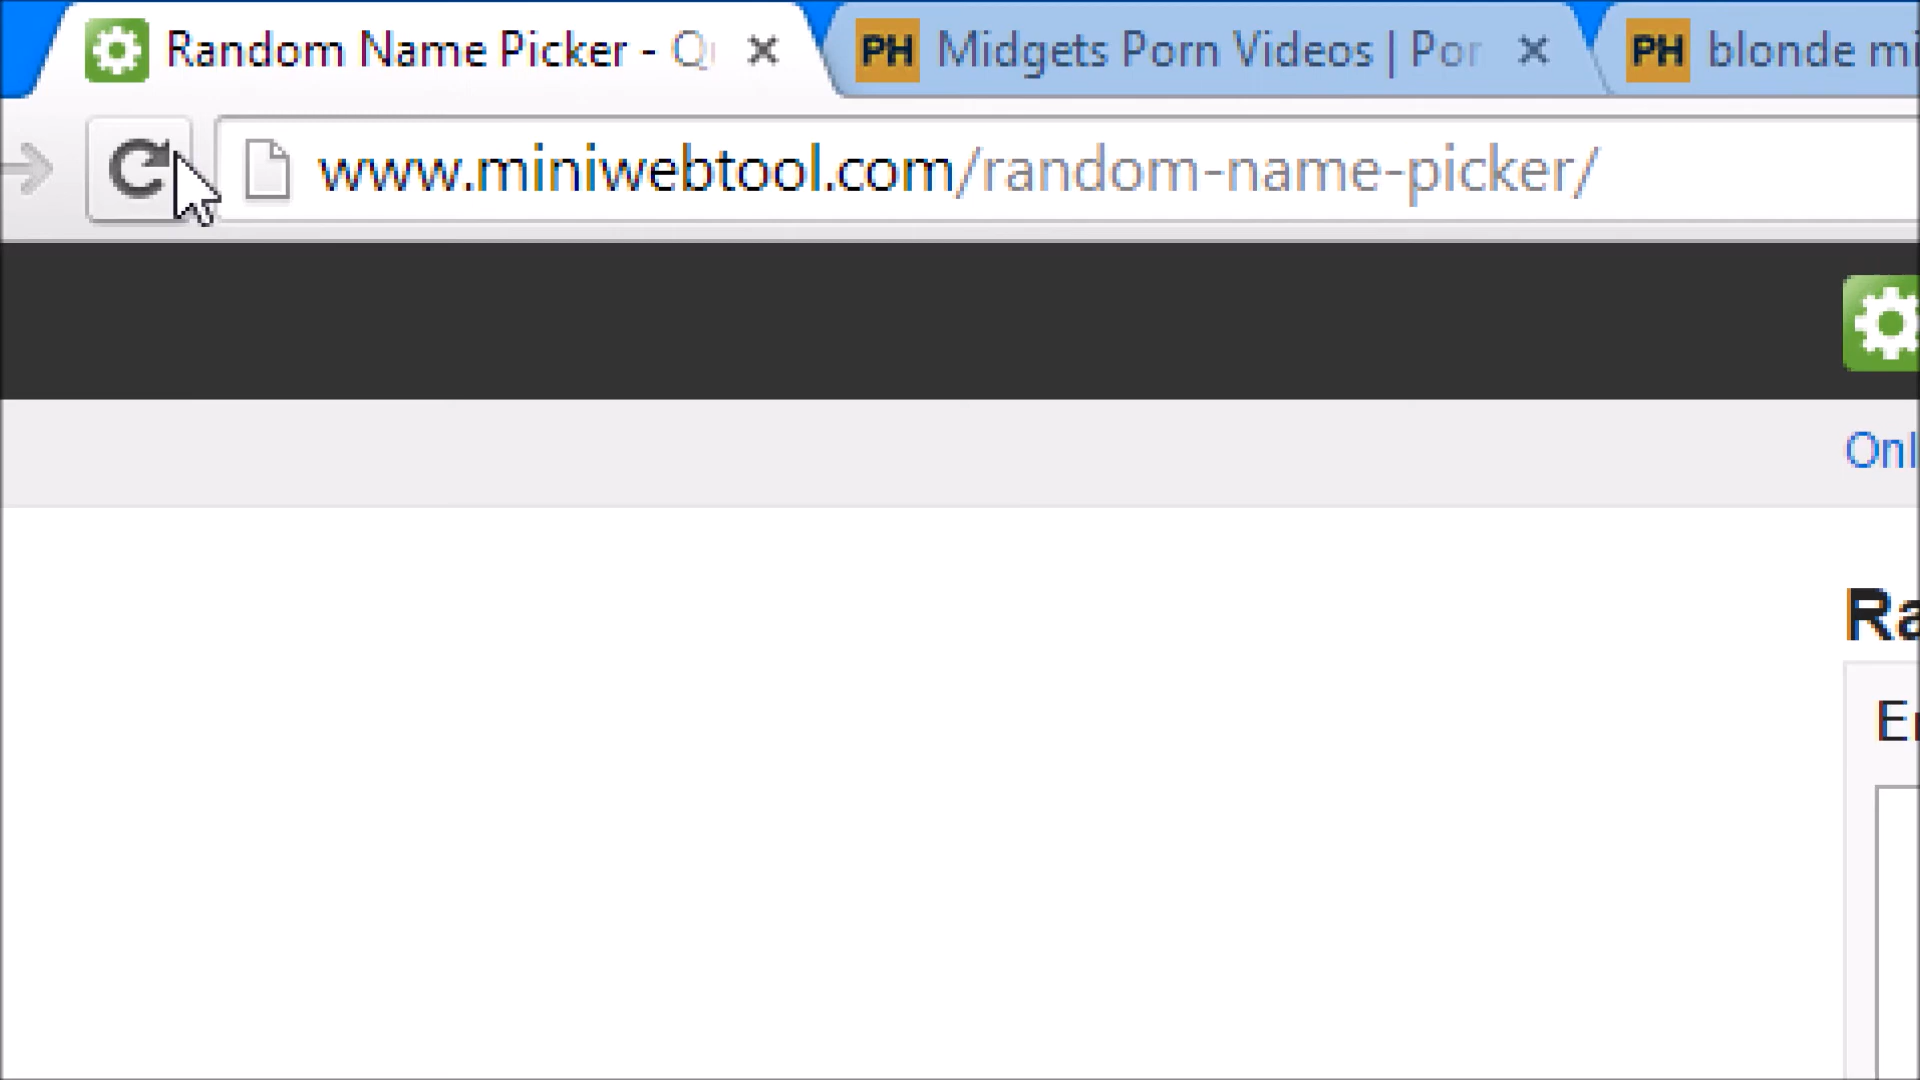 Random Name Picker - Q
PH Midgets Porn Videos | Por
PH blonde mi
www.miniwebtool.com/random-name-picker/
Onl
Ra
En